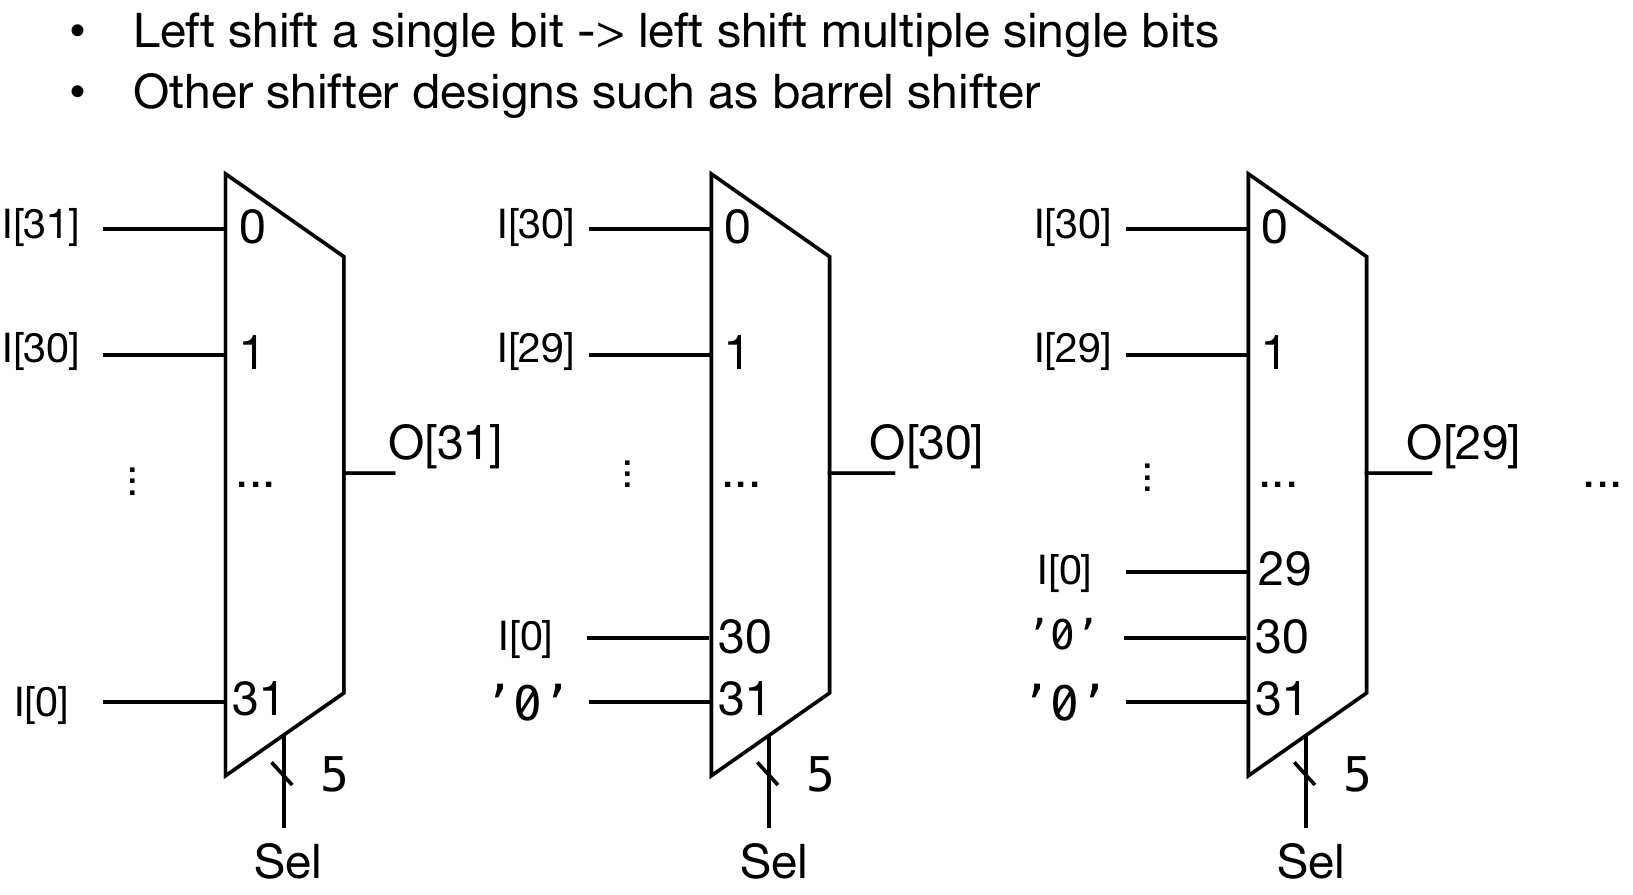 • Left shift a single bit -> left shift multiple single bits
• Other shifter designs such as barrel shifter
I[31] 0
I[30] 1
⋮ ... O[31]
...
I[0] 31
5
Sel
I[30] 0
I[29] 1
⋮ ... O[30]
I[0] 30
'0' 31
5
Sel
I[30] 0
I[29] 1
⋮ ... O[29]
I[0] 29
'0' 30
'0' 31
5
Sel
...